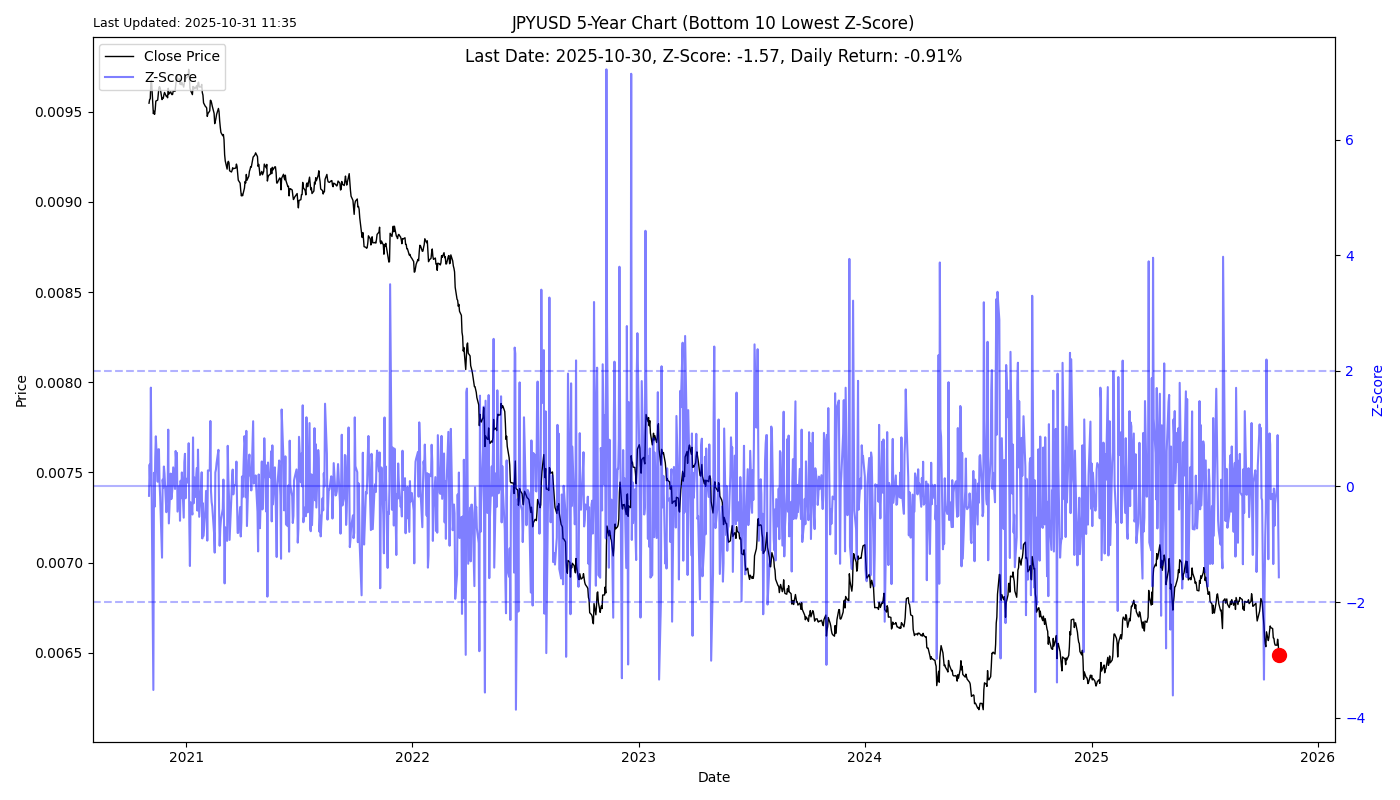 Last Updated: 2025-10-31 11:35
JPYUSD 5-Year Chart (Bottom 10 Lowest Z-Score)
Last Date: 2025-10-30, Z-Score: -1.57, Daily Return: -0.91%
Close Price
Z-Score
0.0095
0.0090
0.0085
0.0080
0.0075
0.0070
0.0065
Price
6
4
2
0
−2
−4
Z-Score
2021
2022
2023
2024
2025
2026
Date